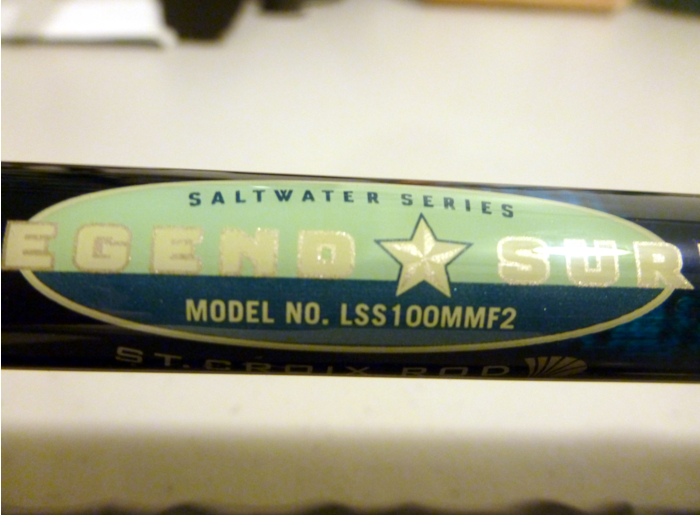 SALTWATER SERIES
EGEND SUR
MODEL NO. LSS100MMF2
ST. CROIX ROD